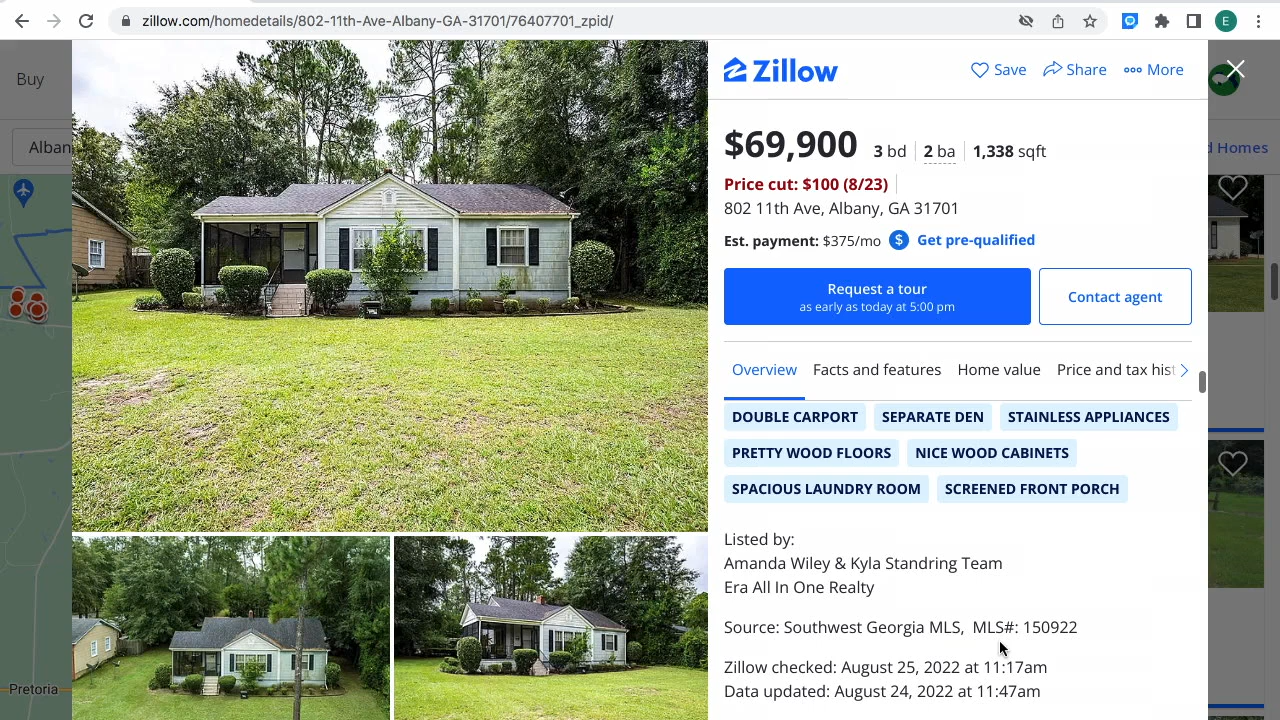 zillow.com/homedetails/802-11th-Ave-Albany-GA-31701/76407701_zpid/
E
Buy
Zillow
Save
Share
More
Alban
d Homes
$69,900 3 bd 2 ba 1,338 sqft
Price cut: $100 (8/23)
802 11th Ave, Albany, GA 31701
Est. payment: $375/mo $ Get pre-qualified
Request a tour
as early as today at 5:00 pm
Contact agent
Overview Facts and features Home value Price and tax hist
DOUBLE CARPORT SEPARATE DEN STAINLESS APPLIANCES
PRETTY WOOD FLOORS NICE WOOD CABINETS
SPACIOUS LAUNDRY ROOM SCREENED FRONT PORCH
Listed by:
Amanda Wiley & Kyla Standring Team
Era All In One Realty
Source: Southwest Georgia MLS, MLS#: 150922
Zillow checked: August 25, 2022 at 11:17am
Data updated: August 24, 2022 at 11:47am
Pretoria